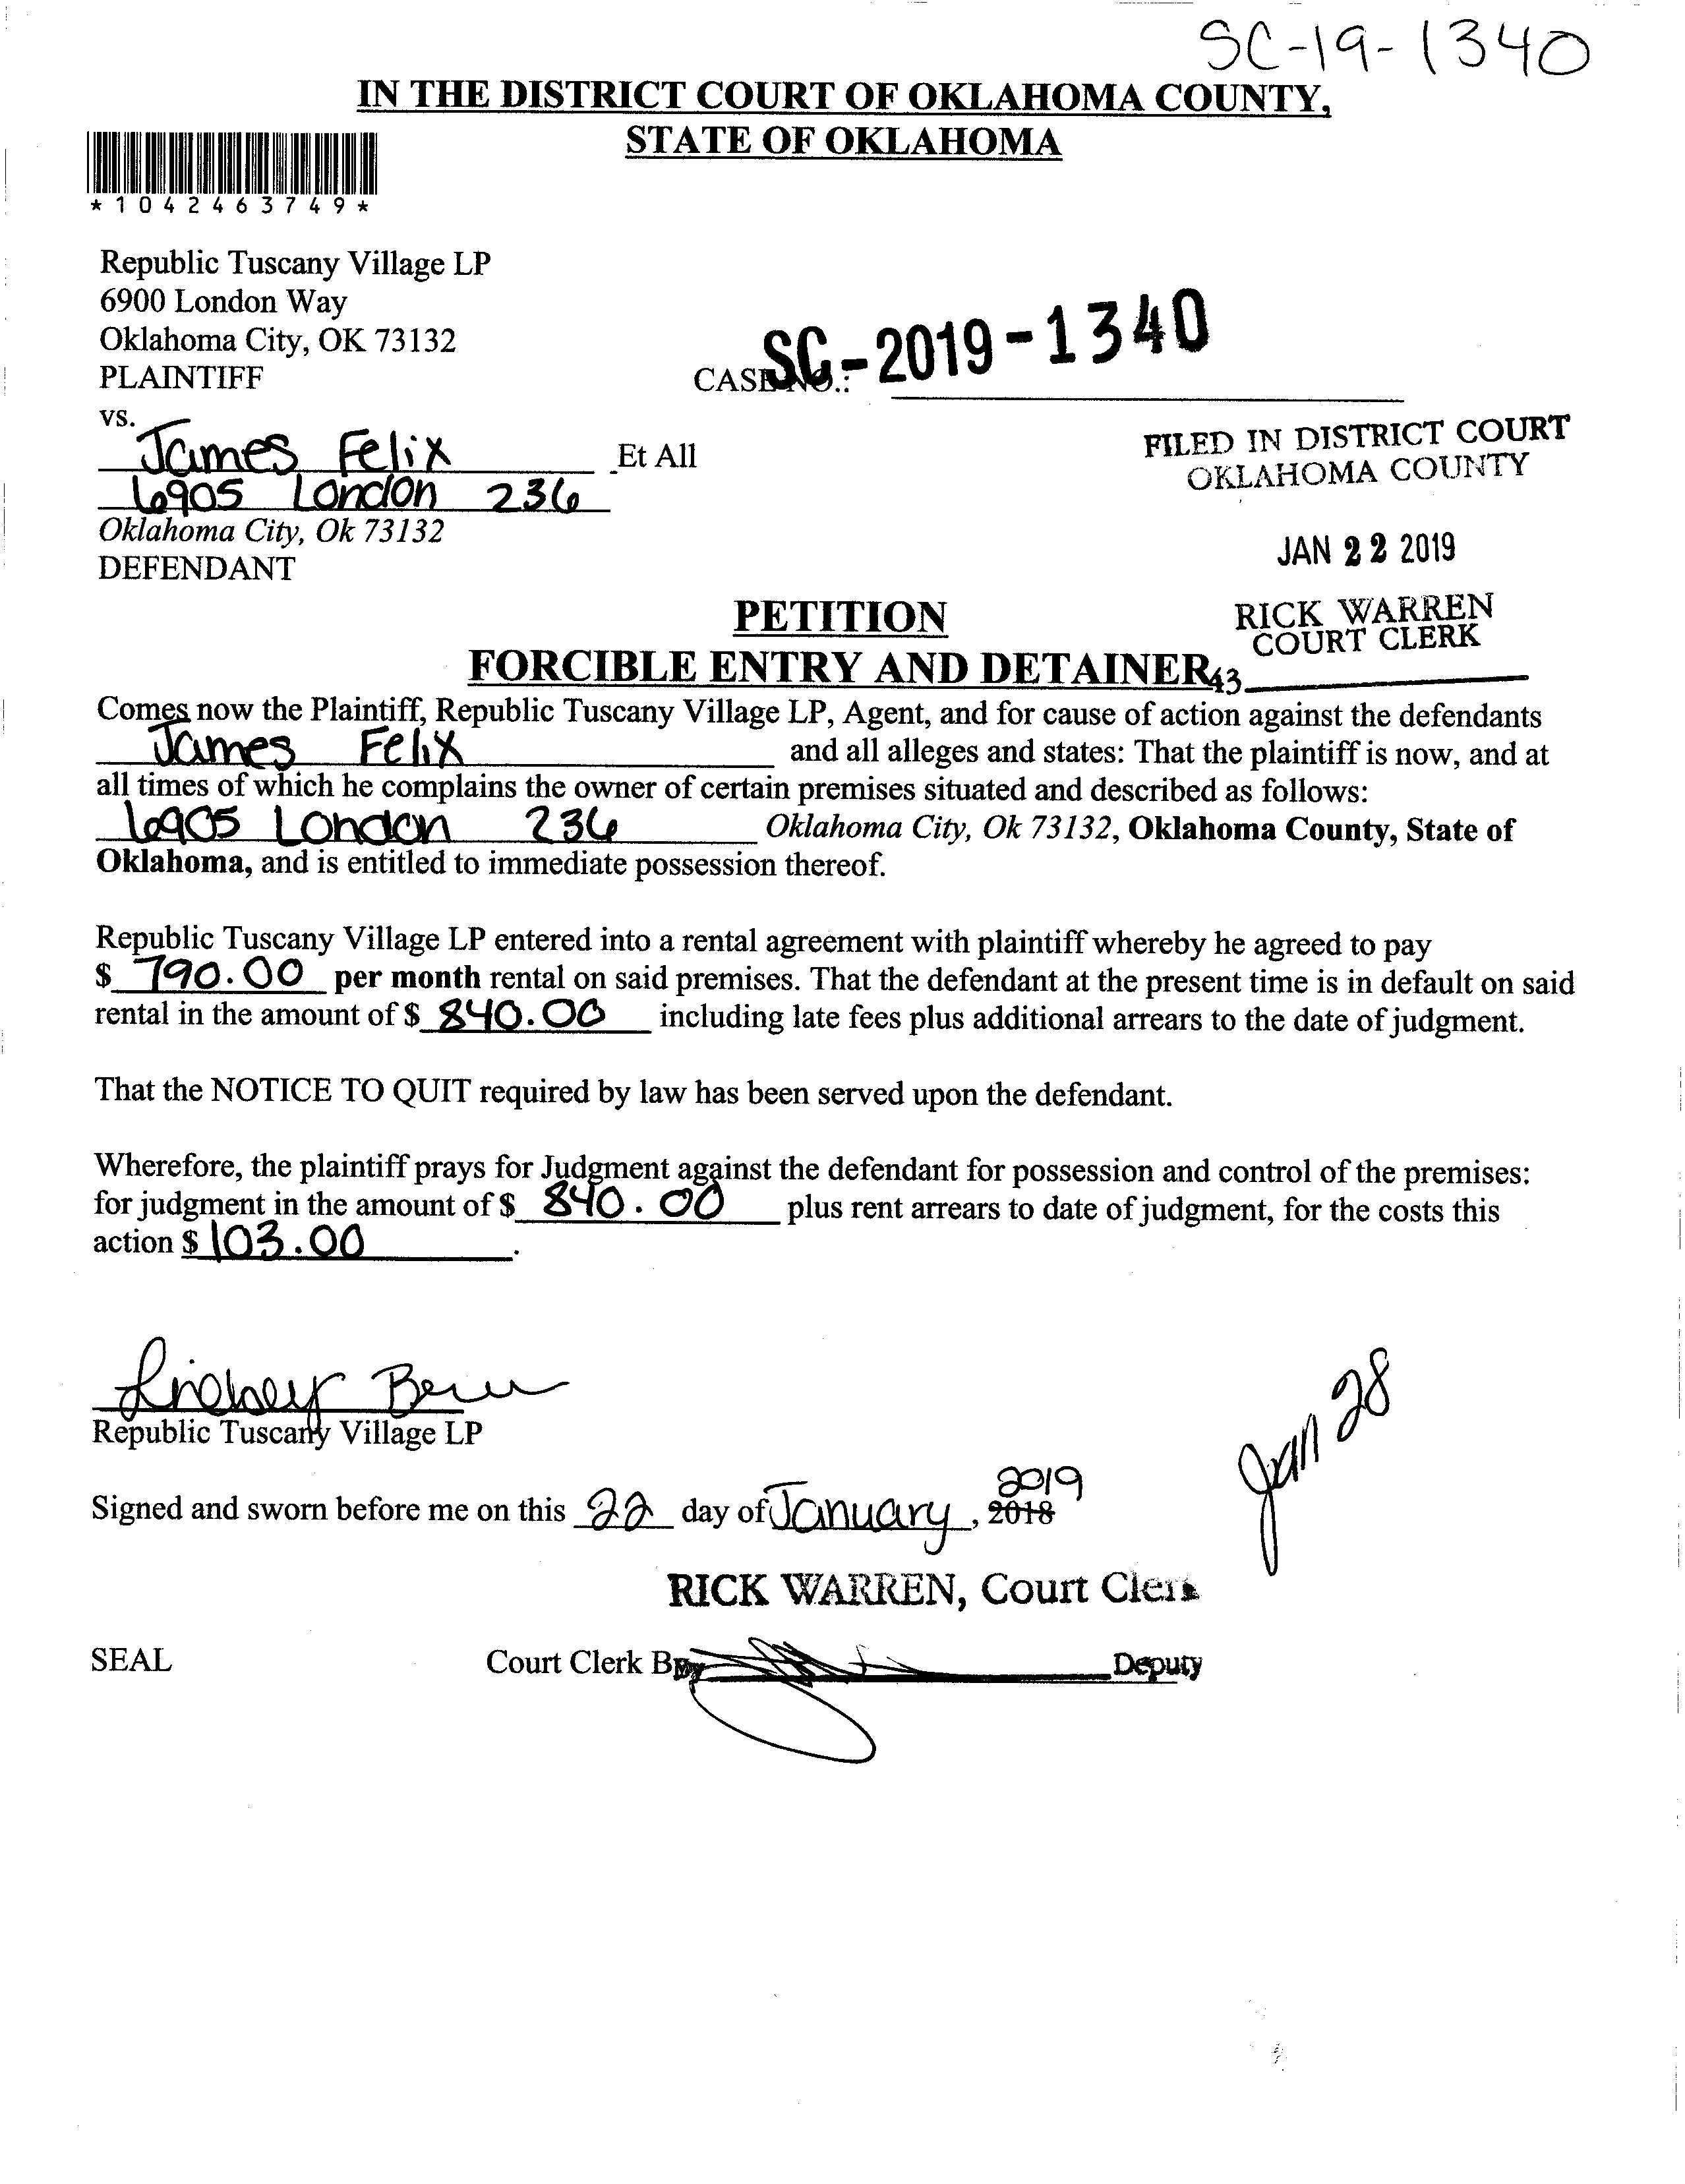 SC-19-1340
IN THE DISTRICT COURT OF OKLAHOMA COUNTY,
STATE OF OKLAHOMA
*1042463749*
Republic Tuscany Village LP
6900 London Way
Oklahoma City, OK 73132
PLAINTIFF
CASE NO.: SC-2019-1340
vs.
James Felix Et All
6905 London 236
Oklahoma City, Ok 73132
DEFENDANT
FILED IN DISTRICT COURT
OKLAHOMA COUNTY
JAN 22 2019
RICK WARREN
COURT CLERK
43
PETITION
FORCIBLE ENTRY AND DETAINER
Comes now the Plaintiff, Republic Tuscany Village LP, Agent, and for cause of action against the defendants
James Felix and all alleges and states: That the plaintiff is now, and at
all times of which he complains the owner of certain premises situated and described as follows:
6905 London 236 Oklahoma City, Ok 73132, Oklahoma County, State of
Oklahoma, and is entitled to immediate possession thereof.
Republic Tuscany Village LP entered into a rental agreement with plaintiff whereby he agreed to pay
$ 790.00 per month rental on said premises. That the defendant at the present time is in default on said
rental in the amount of $ 840.00 including late fees plus additional arrears to the date of judgment.
That the NOTICE TO QUIT required by law has been served upon the defendant.
Wherefore, the plaintiff prays for Judgment against the defendant for possession and control of the premises:
for judgment in the amount of $ 840.00 plus rent arrears to date of judgment, for the costs this
action $ 103.00.
Lindsey
Republic Tuscany Village LP
Jan 28
2019
Signed and sworn before me on this 22 day of January, 2018
RICK WARREN, Court Clerk
SEAL Court Clerk By Deputy